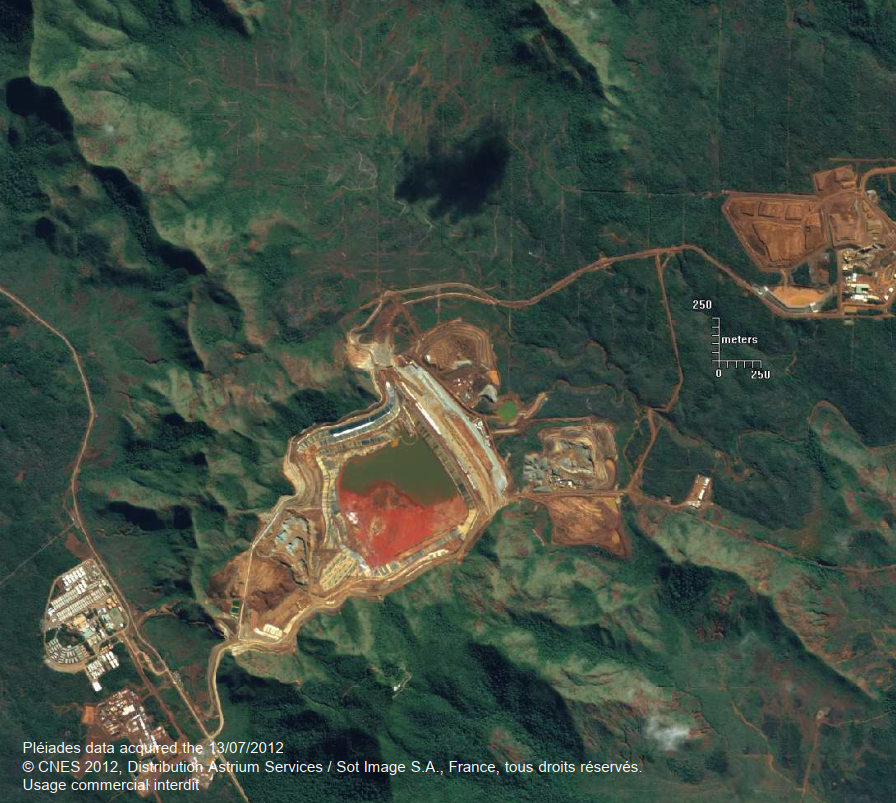 250
meters
0 250
Pléiades data acquired the 13/07/2012
© CNES 2012, Distribution Astrium Services / Sot Image S.A., France, tous droits réservés.
Usage commercial interdit